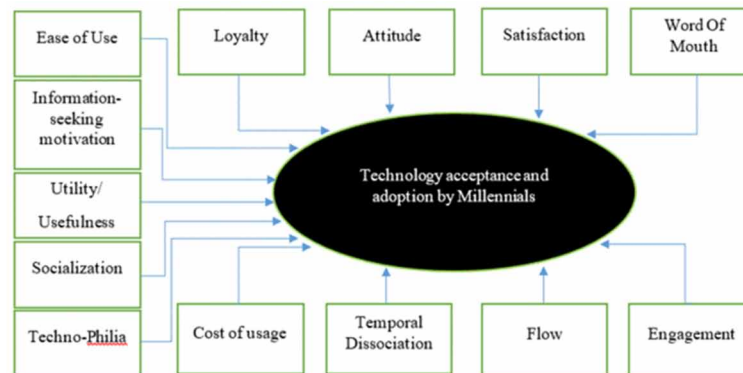 Ease of Use
Loyalty
Attitude
Satisfaction
Word Of
Mouth
Information-
seeking
motivation
Technology acceptance and
adoption by Millennials
Utility/
Usefulness
Socialization
Techno-Philia
Cost of usage
Temporal
Dissociation
Flow
Engagement